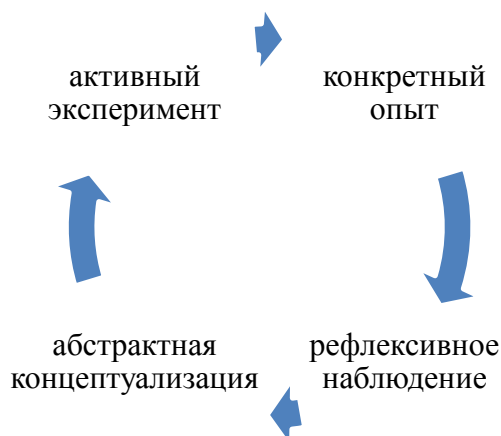 активный
эксперимент
конкретный
опыт
абстрактная
концептуализация
рефлексивное
наблюдение